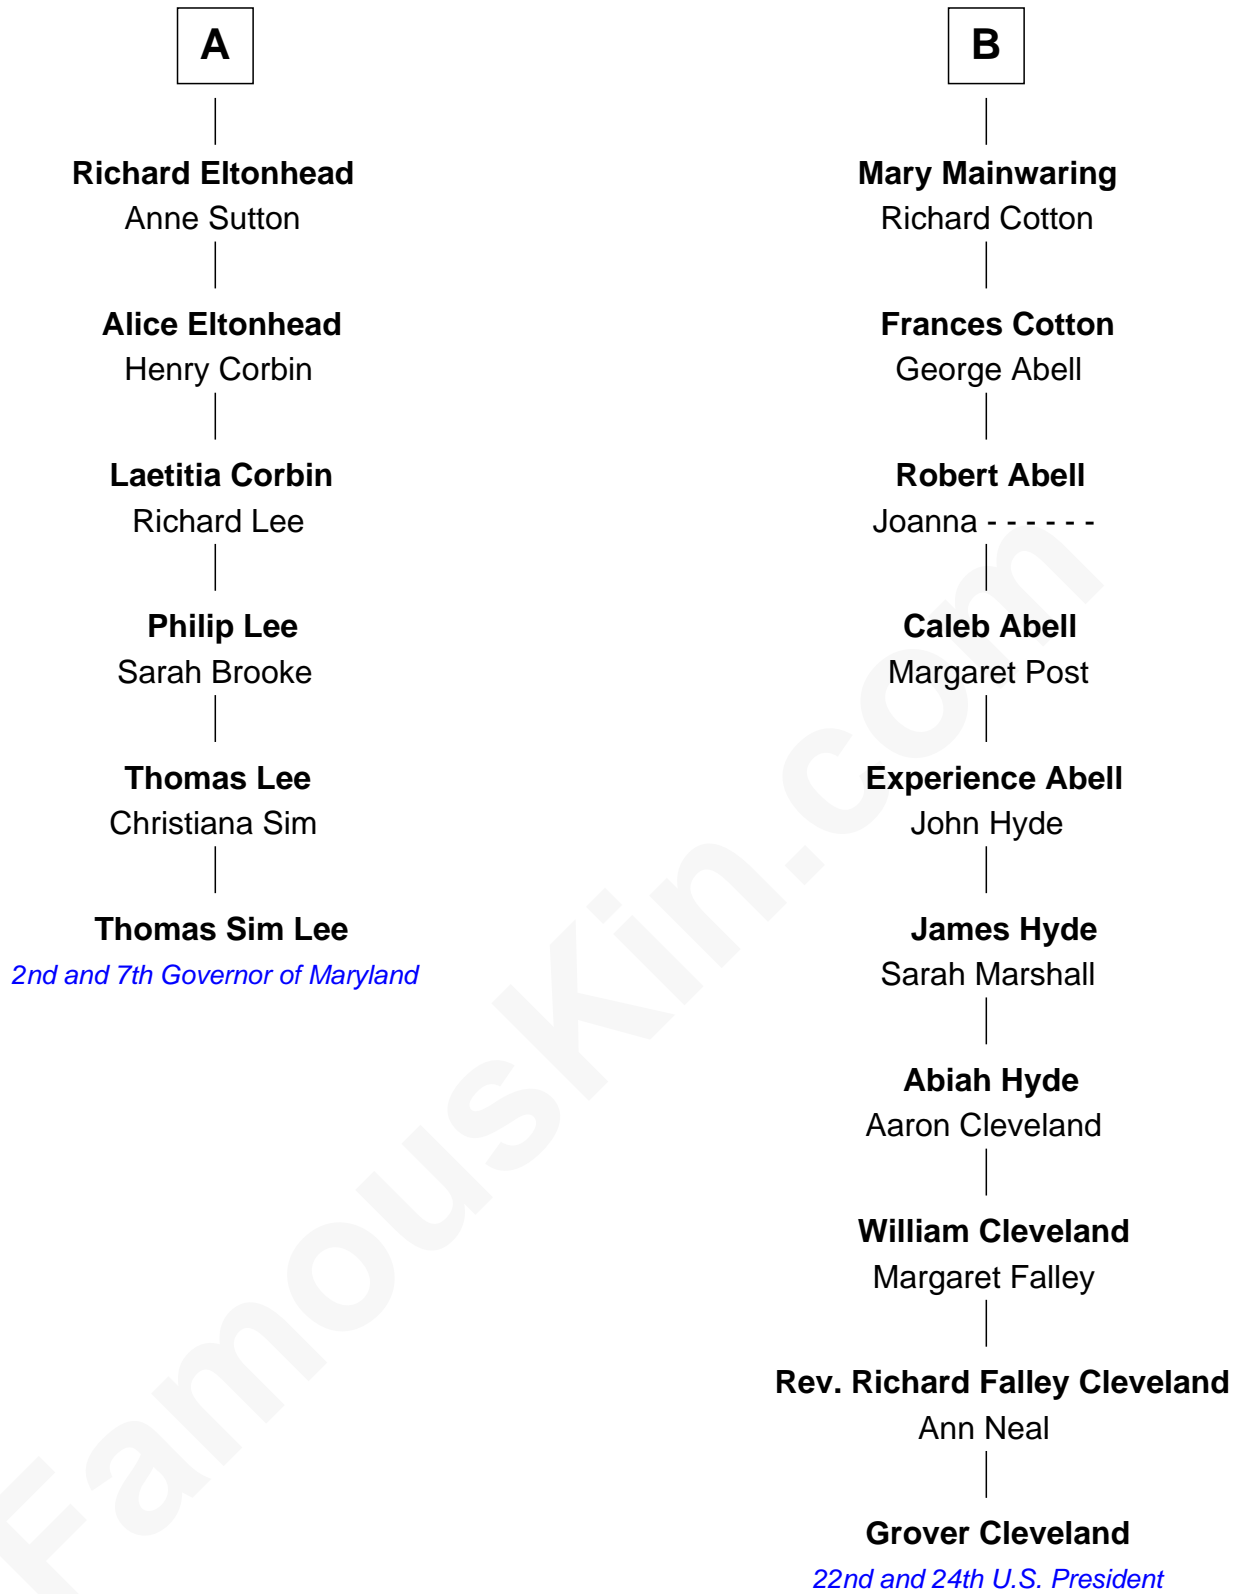 A
Richard Eltonhead
Anne Sutton
Alice Eltonhead
Henry Corbin
Laetitia Corbin
Richard Lee
Philip Lee
Sarah Brooke
Thomas Lee
Christiana Sim
Thomas Sim Lee
2nd and 7th Governor of Maryland
B
Mary Mainwaring
Richard Cotton
Frances Cotton
George Abell
Robert Abell
Joanna - - - - - -
Caleb Abell
Margaret Post
Experience Abell
John Hyde
James Hyde
Sarah Marshall
Abiah Hyde
Aaron Cleveland
William Cleveland
Margaret Falley
Rev. Richard Falley Cleveland
Ann Neal
Grover Cleveland
22nd and 24th U.S. President
FamousKin.com